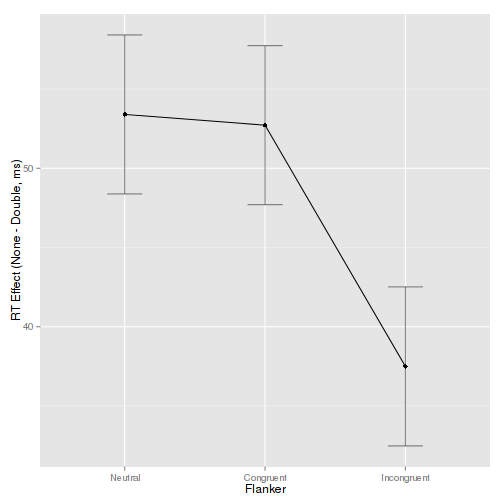 RT Effect (None - Double, ms)
50
40
Neutral
Congruent
Incongruent
Flanker